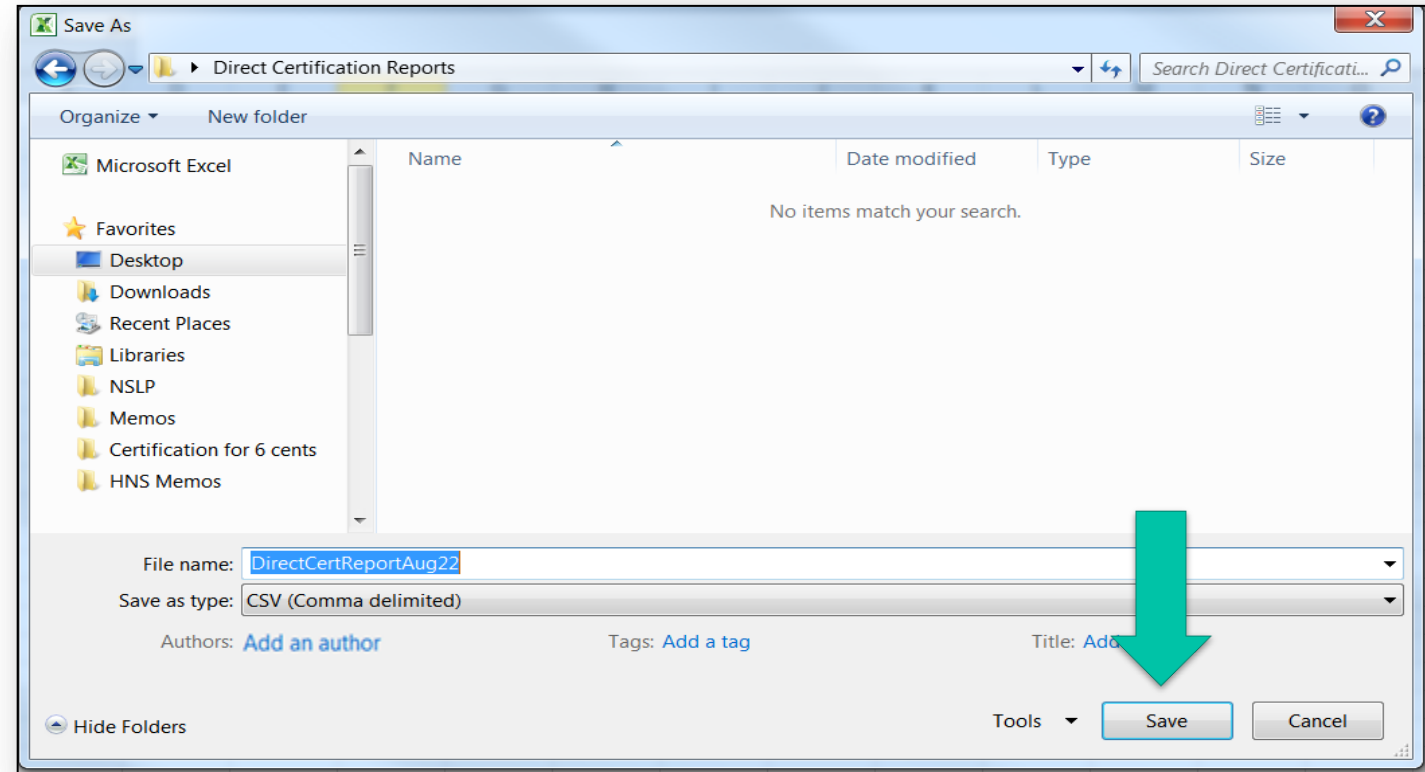 Save As
Direct Certification Reports
Search Direct Certificati...
Organize
New folder
Microsoft Excel
Favorites
Desktop
Downloads
Recent Places
Libraries
NSLP
Memos
Certification for 6 cents
HNS Memos
Name
Date modified
Type
Size
No items match your search.
File name: DirectCertReportAug22
Save as type: CSV (Comma delimited)
Authors: Add an author
Tags: Add a tag
Title: Add
Hide Folders
Tools
Save
Cancel